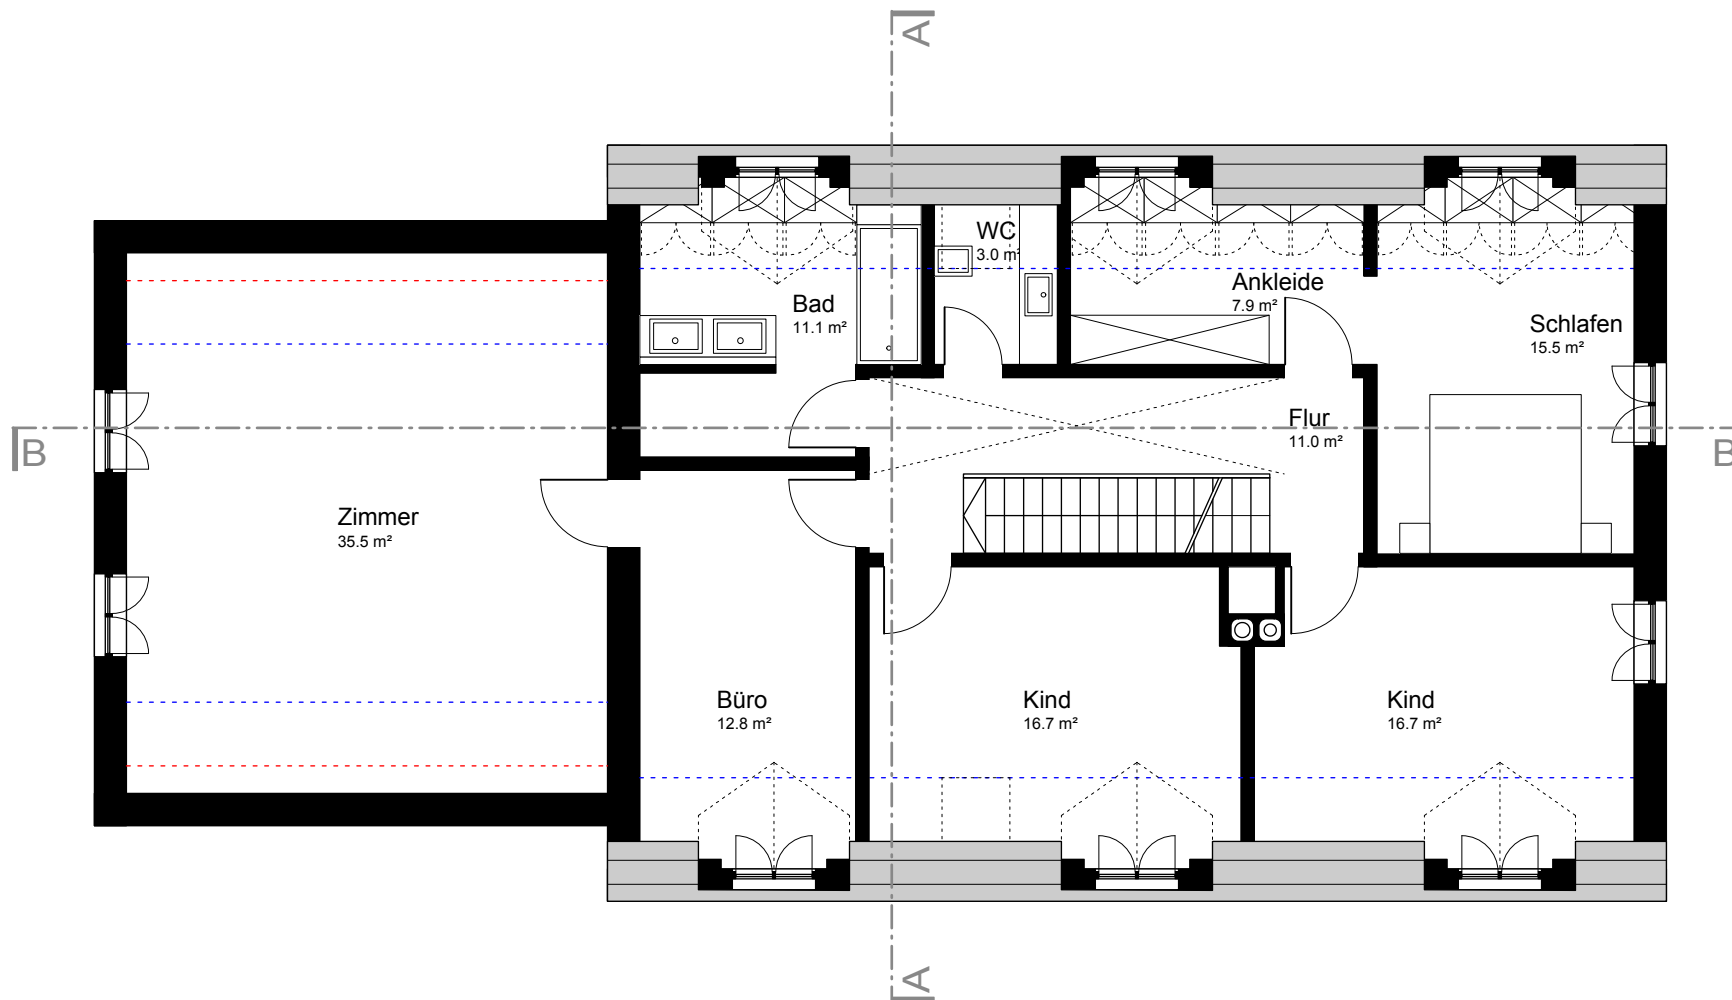 A
WC
3.0 m²
Ankleide
7.9 m²
Bad
11.1 m²
Schlafen
15.5 m²
Flur
11.0 m²
B
B
Zimmer
35.5 m²
Büro
12.8 m²
Kind
16.7 m²
Kind
16.7 m²
A